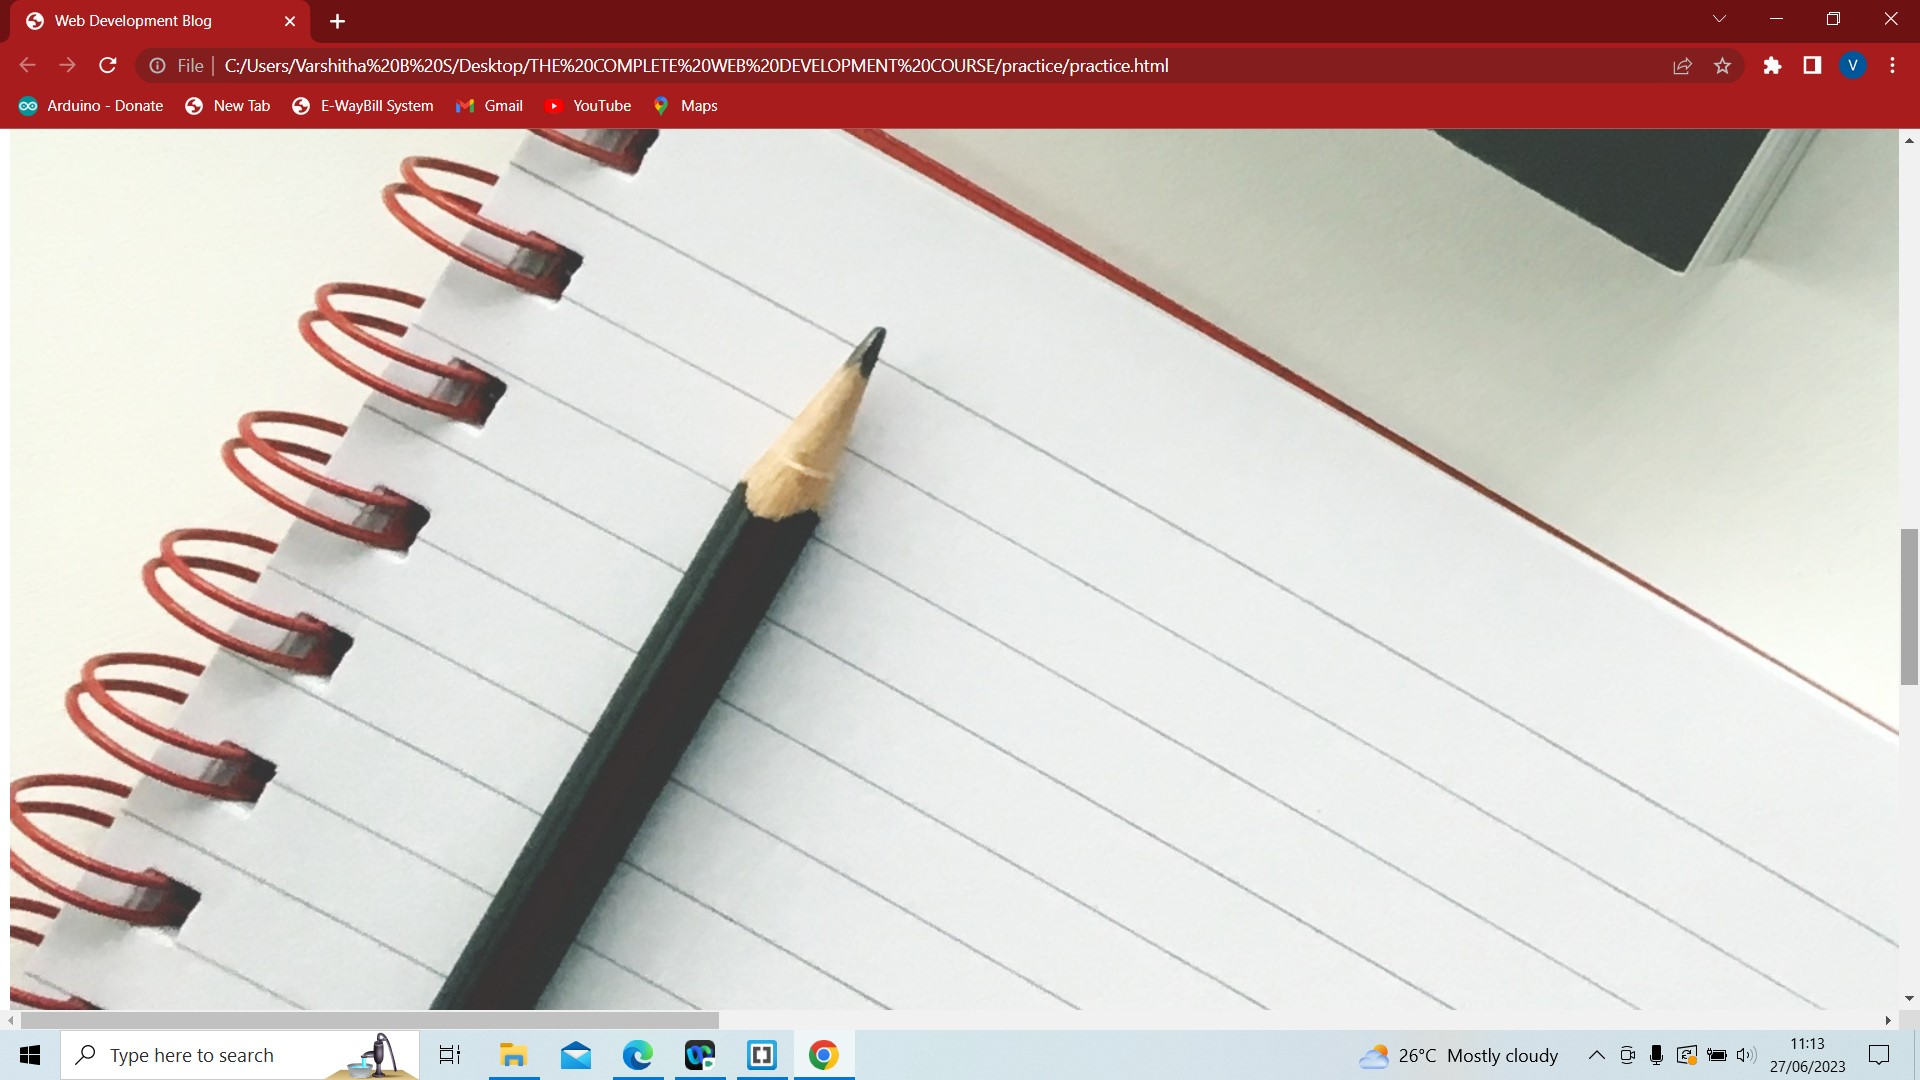 Web Development Blog
File C:/Users/Varshitha%20B%20S/Desktop/THE%20COMPLETE%20WEB%20DEVELOPMENT%20COURSE/practice/practice.html
V
Arduino - Donate New Tab E-WayBill System Gmail YouTube Maps
Type here to search
26°C Mostly cloudy
11:13
27/06/2023